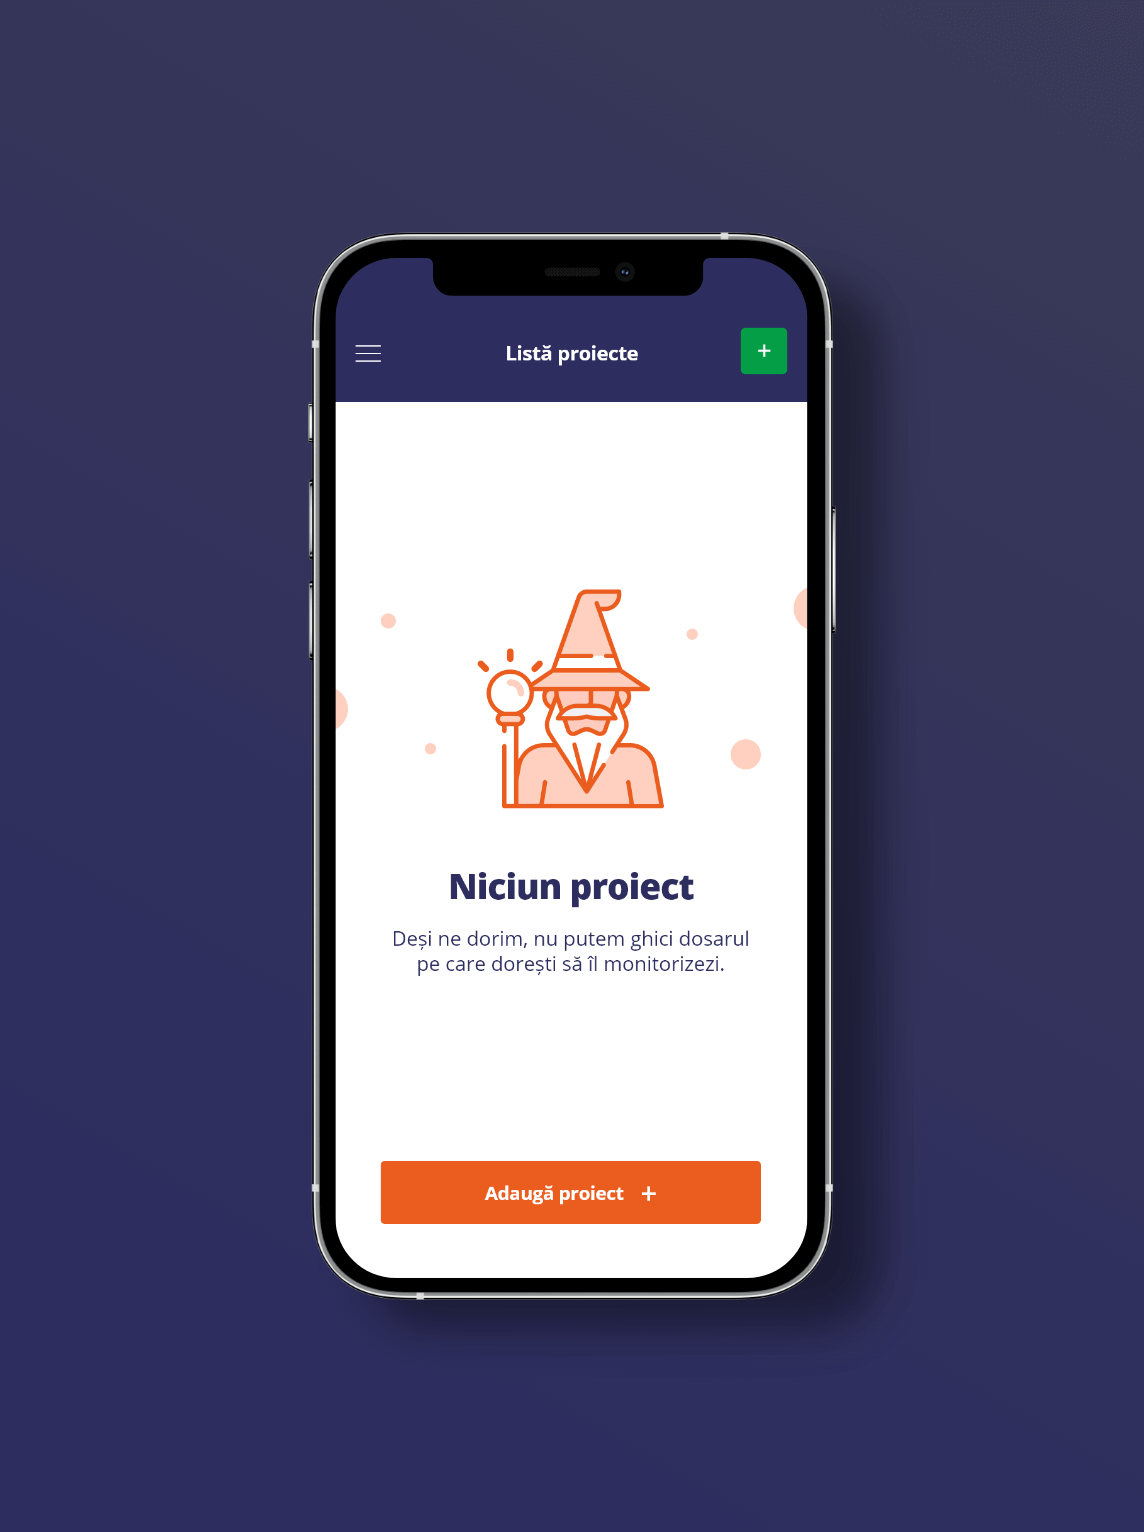 Listă proiecte
Niciun proiect
Deși ne dorim, nu putem ghici dosarul
pe care dorești să îl monitorizezi.
Adaugă proiect +